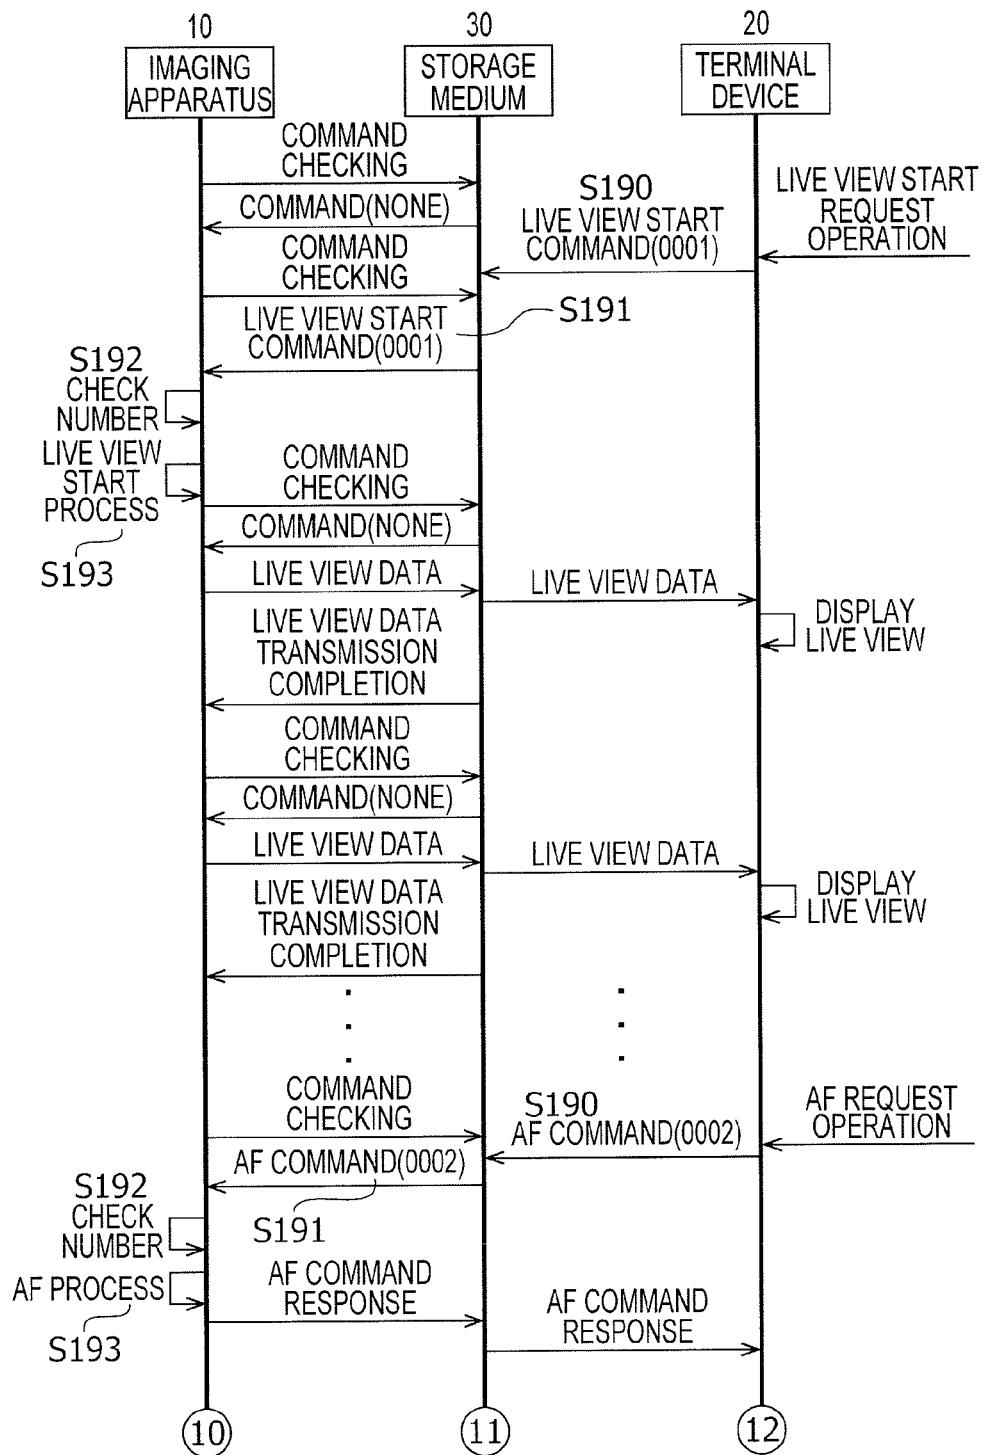 10
30
20
IMAGING
APPARATUS
STORAGE
MEDIUM
TERMINAL
DEVICE
COMMAND
CHECKING
S190
LIVE VIEW START
COMMAND(0001)
LIVE VIEW START
REQUEST
OPERATION
COMMAND(NONE)
COMMAND
CHECKING
LIVE VIEW START
COMMAND(0001)
S191
S192
CHECK
NUMBER
LIVE VIEW
START
PROCESS
S193
COMMAND
CHECKING
COMMAND(NONE)
LIVE VIEW DATA
LIVE VIEW DATA
DISPLAY
LIVE VIEW
LIVE VIEW DATA
TRANSMISSION
COMPLETION
COMMAND
CHECKING
COMMAND(NONE)
LIVE VIEW DATA
LIVE VIEW DATA
DISPLAY
LIVE VIEW
LIVE VIEW DATA
TRANSMISSION
COMPLETION
COMMAND
CHECKING
S190
AF COMMAND(0002)
AF REQUEST
OPERATION
AF COMMAND(0002)
S191
S192
CHECK
NUMBER
AF PROCESS
S193
AF COMMAND
RESPONSE
AF COMMAND
RESPONSE
10
11
12